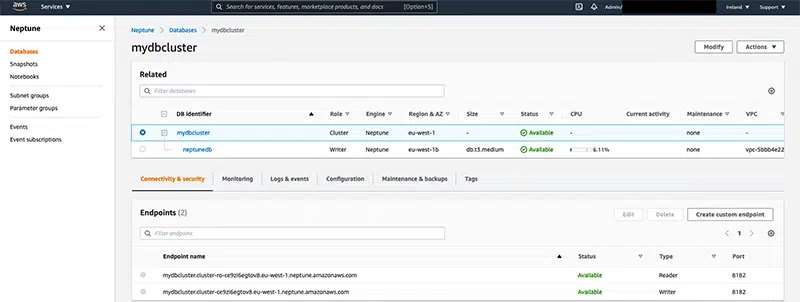 aws Services ▼ Search for services, features, marketplace products, and docs [Option+S] Admin/ Ireland ▼ Support ▼
Neptune ×
Databases
Snapshots
Notebooks
Subnet groups
Parameter groups
Events
Event subscriptions
Neptune > Databases > mydbcluster
mydbcluster
Modify Actions ▼
Related
Filter databases
DB identifier Role Engine Region & AZ Size Status CPU Current activity Maintenance VPC
mydbcluster Cluster Neptune eu-west-1 - Available - none -
neptunedb Writer Neptune eu-west-1b db.t3.medium Available 6.11% none vpc-5bbb4e22
Connectivity & security Monitoring Logs & events Configuration Maintenance & backups Tags
Endpoints (2)
Edit Delete Create custom endpoint
Filter endpoint
< 1 >
Endpoint name Status Type Port
mydbcluster.cluster-ro-ce9zi6egtov8.eu-west-1.neptune.amazonaws.com Available Reader 8182
mydbcluster.cluster-ce9zi6egtov8.eu-west-1.neptune.amazonaws.com Available Writer 8182